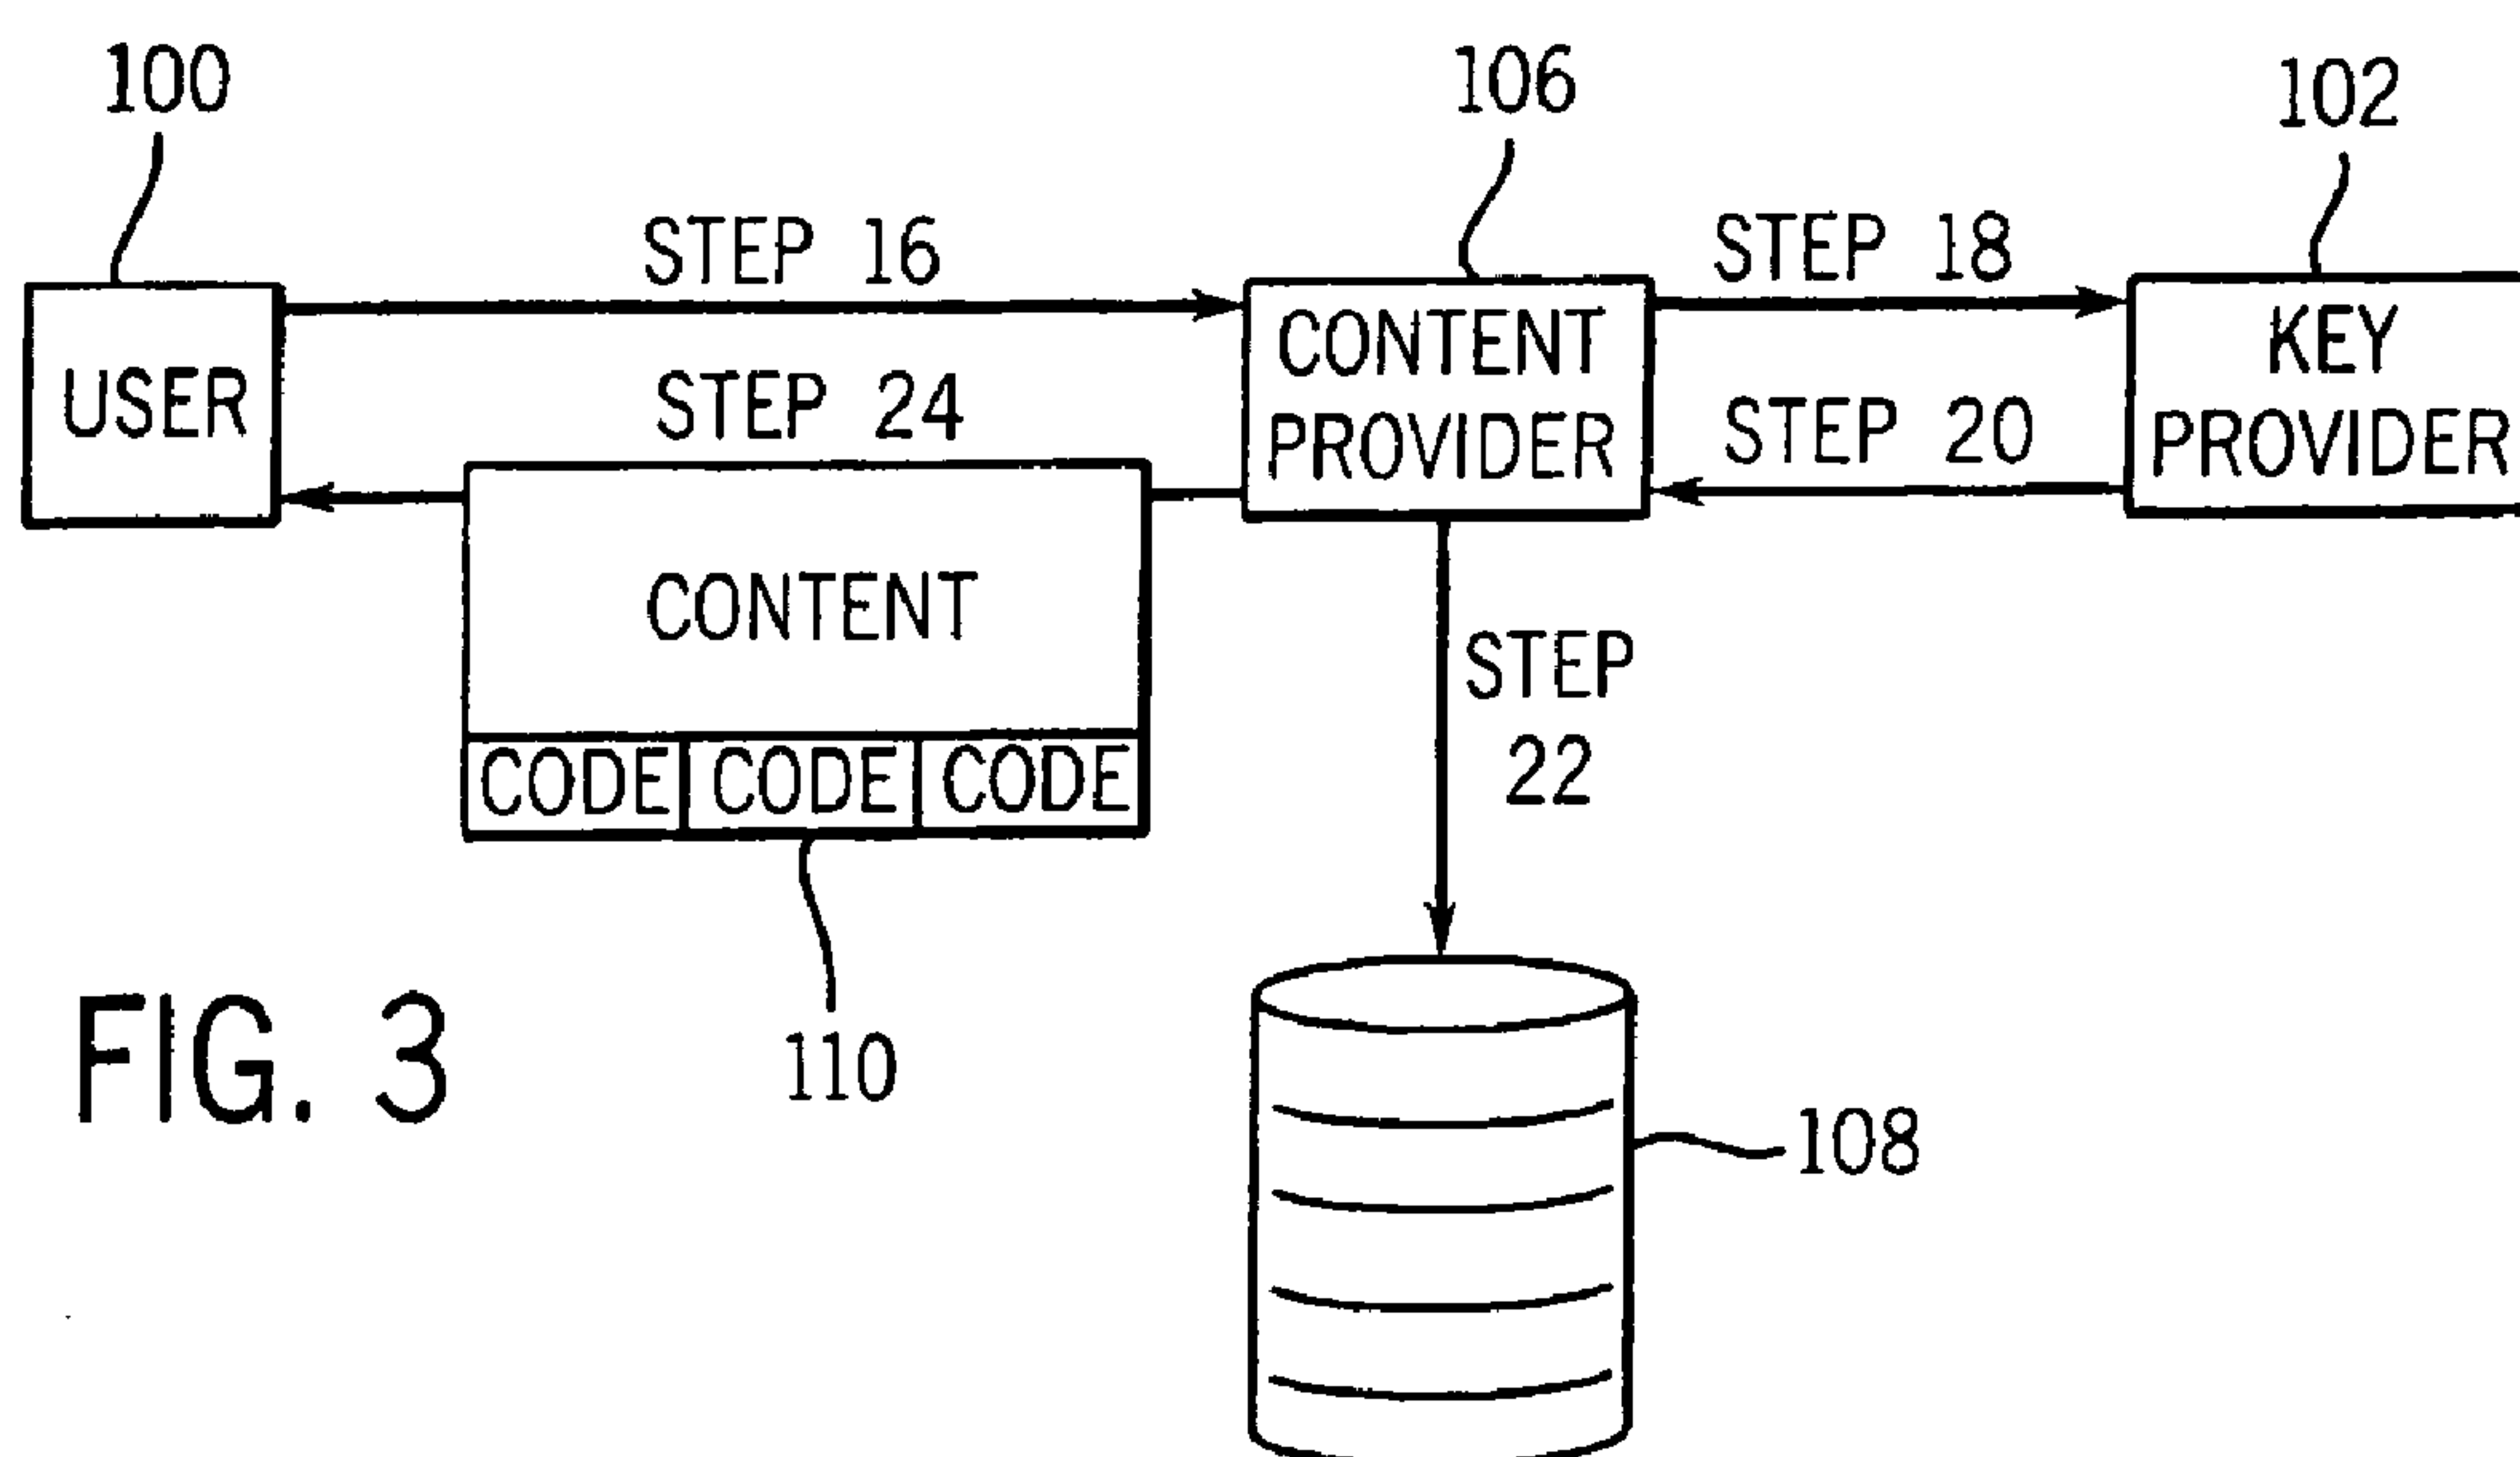 100
106
102
STEP 16
STEP 18
USER
CONTENT
PROVIDER
KEY
PROVIDER
STEP 24
STEP 20
CONTENT
STEP
22
CODE CODE CODE
110
108
FIG. 3